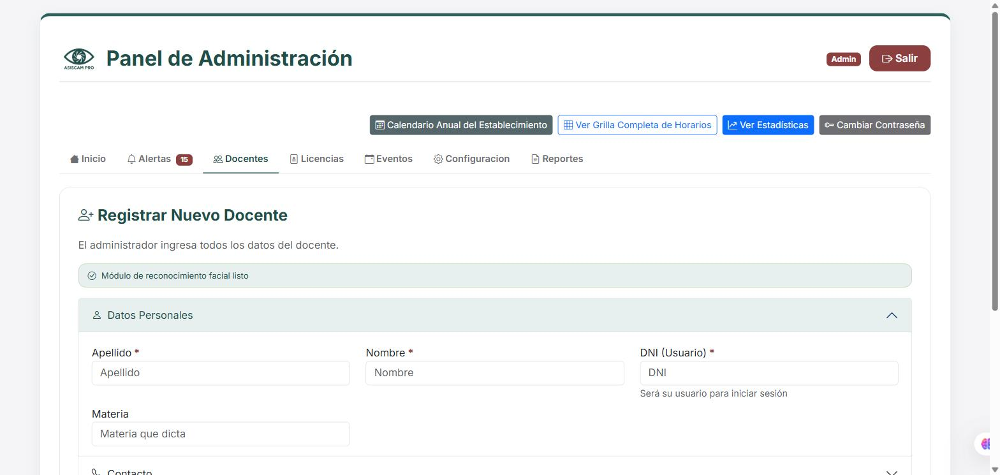 ASISCAM PRO
Panel de Administración
Admin
Salir
Calendario Anual del Establecimiento
Ver Grilla Completa de Horarios
Ver Estadísticas
Cambiar Contraseña
Inicio
Alertas 15
Docentes
Licencias
Eventos
Configuracion
Reportes
Registrar Nuevo Docente
El administrador ingresa todos los datos del docente.
Módulo de reconocimiento facial listo
Datos Personales
Apellido *
Nombre *
DNI (Usuario) *
Apellido
Nombre
DNI
Será su usuario para iniciar sesión
Materia
Materia que dicta
Contacto